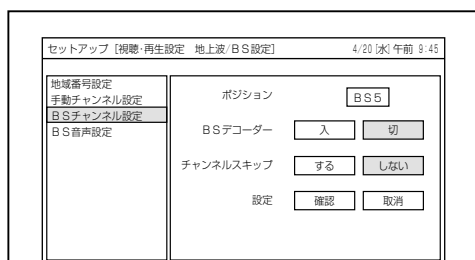 セットアップ [視聴・再生設定 地上波/BS設定] 4/20[水]午前 9:45
地域番号設定
手動チャンネル設定
BSチャンネル設定
BS音声設定
ポジション BS5
BSデコーダー 入 切
チャンネルスキップ する しない
設定 確認 取消